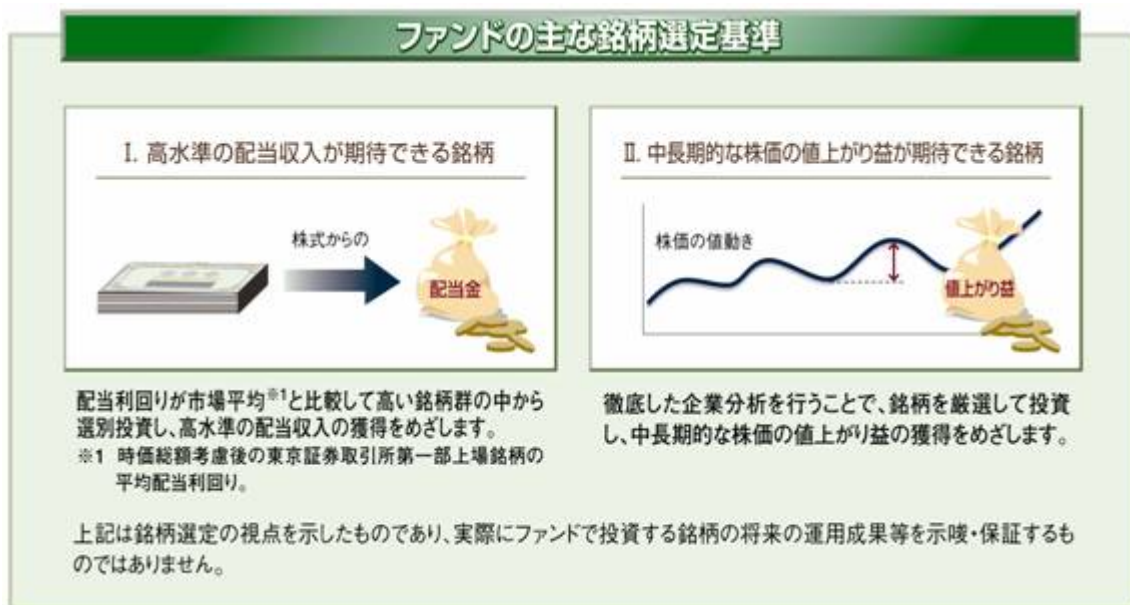 ファンドの主な銘柄選定基準
Ⅰ. 高水準の配当収入が期待できる銘柄
株式からの
配当金
Ⅱ. 中長期的な株価の値上がり益が期待できる銘柄
株価の値動き
値上がり益
配当利回りが市場平均※1と比較して高い銘柄群の中から
選別投資し、高水準の配当収入の獲得をめざします。
※1 時価総額考慮後の東京証券取引所第一部上場銘柄の
平均配当利回り。
徹底した企業分析を行うことで、銘柄を厳選して投資
し、中長期的な株価の値上がり益の獲得をめざします。
上記は銘柄選定の視点を示したものであり、実際にファンドで投資する銘柄の将来の運用成果等を示唆・保証するも
のではありません。